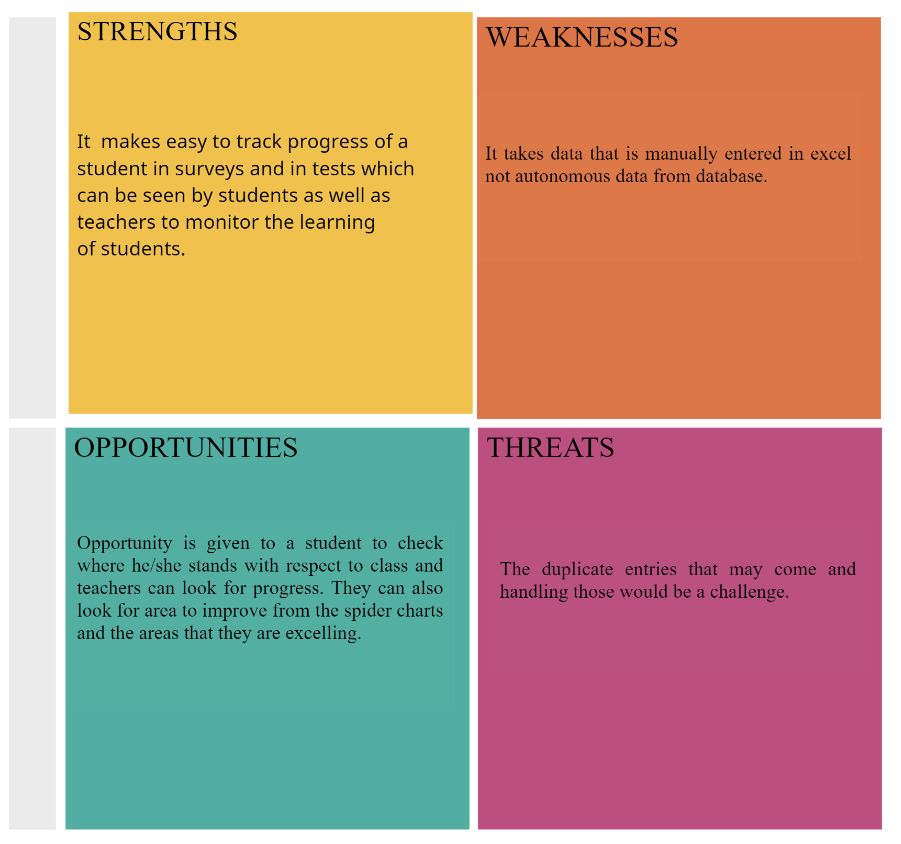 STRENGTHS
It  makes easy to track progress of a
student in surveys and in tests which
can be seen by students as well as
teachers to monitor the learning
of students.
WEAKNESSES
It takes data that is manually entered in excel
not autonomous data from database.
OPPORTUNITIES
Opportunity is given to a student to check
where he/she stands with respect to class and
teachers can look for progress. They can also
look for area to improve from the spider charts
and the areas that they are excelling.
THREATS
The duplicate entries that may come and
handling those would be a challenge.